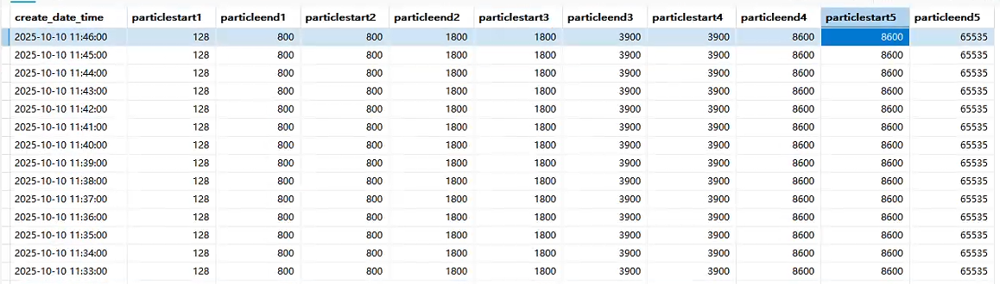 create_date_time particlestart1 particleend1 particlestart2 particleend2 particlestart3 particleend3 particlestart4 particleend4 particlestart5 particleend5
2025-10-10 11:46:00 128 800 800 1800 1800 3900 3900 8600 8600 65535
2025-10-10 11:45:00 128 800 800 1800 1800 3900 3900 8600 8600 65535
2025-10-10 11:44:00 128 800 800 1800 1800 3900 3900 8600 8600 65535
2025-10-10 11:43:00 128 800 800 1800 1800 3900 3900 8600 8600 65535
2025-10-10 11:42:00 128 800 800 1800 1800 3900 3900 8600 8600 65535
2025-10-10 11:41:00 128 800 800 1800 1800 3900 3900 8600 8600 65535
2025-10-10 11:40:00 128 800 800 1800 1800 3900 3900 8600 8600 65535
2025-10-10 11:39:00 128 800 800 1800 1800 3900 3900 8600 8600 65535
2025-10-10 11:38:00 128 800 800 1800 1800 3900 3900 8600 8600 65535
2025-10-10 11:37:00 128 800 800 1800 1800 3900 3900 8600 8600 65535
2025-10-10 11:36:00 128 800 800 1800 1800 3900 3900 8600 8600 65535
2025-10-10 11:35:00 128 800 800 1800 1800 3900 3900 8600 8600 65535
2025-10-10 11:34:00 128 800 800 1800 1800 3900 3900 8600 8600 65535
2025-10-10 11:33:00 128 800 800 1800 1800 3900 3900 8600 8600 65535